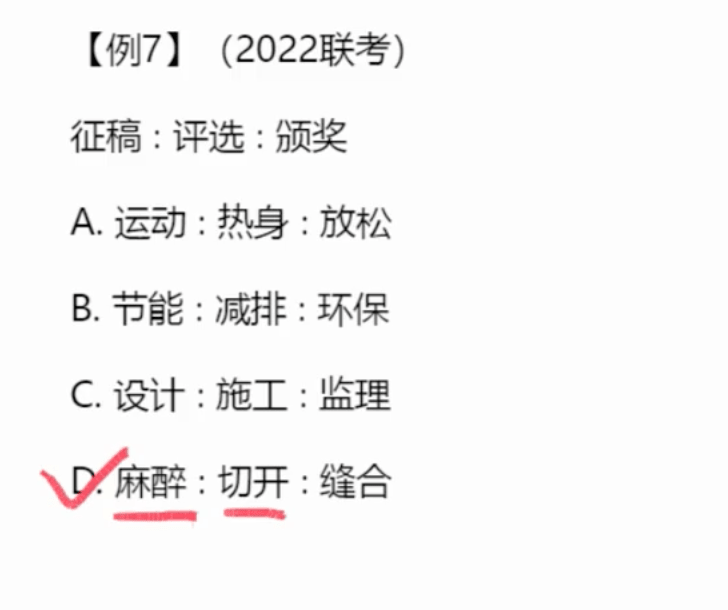 【例7】（2022联考）
征稿 : 评选 : 颁奖
A. 运动 : 热身 : 放松
B. 节能 : 减排 : 环保
C. 设计 : 施工 : 监理
D. 麻醉 : 切开 : 缝合